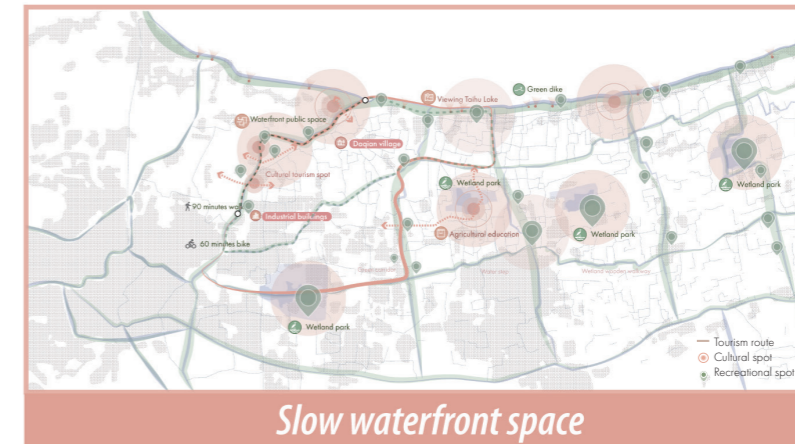 Green dike
Viewing Taihu Lake
Waterfront public space
Daqian village
Cultural tourism spot
Wetland park
Wetland park
90 minutes walk
Industrial buildings
Agricultural education
Wetland park
60 minutes bike
Wetland park
Tourism route
Cultural spot
Recreational spot
Slow waterfront space